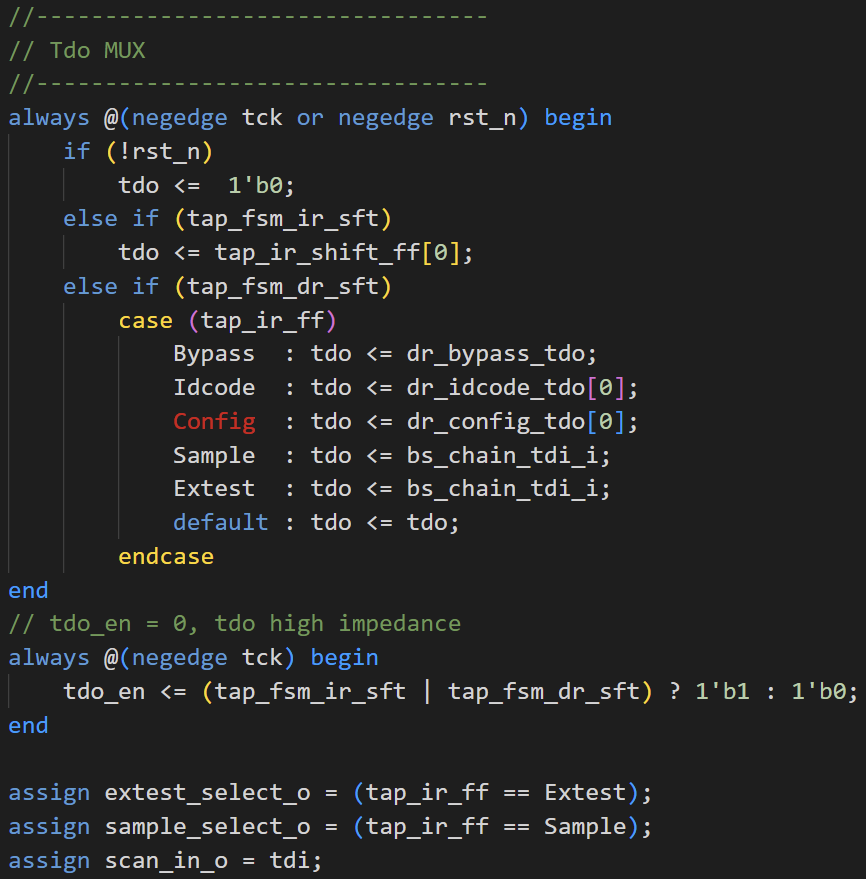 //---------------------------------
// Tdo MUX
//---------------------------------
always @(negedge tck or negedge rst_n) begin
    if (!rst_n)
        tdo <=  1'b0;
    else if (tap_fsm_ir_sft)
        tdo <= tap_ir_shift_ff[0];
    else if (tap_fsm_dr_sft)
        case (tap_ir_ff)
            Bypass  : tdo <= dr_bypass_tdo;
            Idcode  : tdo <= dr_idcode_tdo[0];
            Config  : tdo <= dr_config_tdo[0];
            Sample  : tdo <= bs_chain_tdi_i;
            Extest  : tdo <= bs_chain_tdi_i;
            default : tdo <= tdo;
        endcase
end
// tdo_en = 0, tdo high impedance
always @(negedge tck) begin
    tdo_en <= (tap_fsm_ir_sft | tap_fsm_dr_sft) ? 1'b1 : 1'b0;
end

assign extest_select_o = (tap_ir_ff == Extest);
assign sample_select_o = (tap_ir_ff == Sample);
assign scan_in_o = tdi;